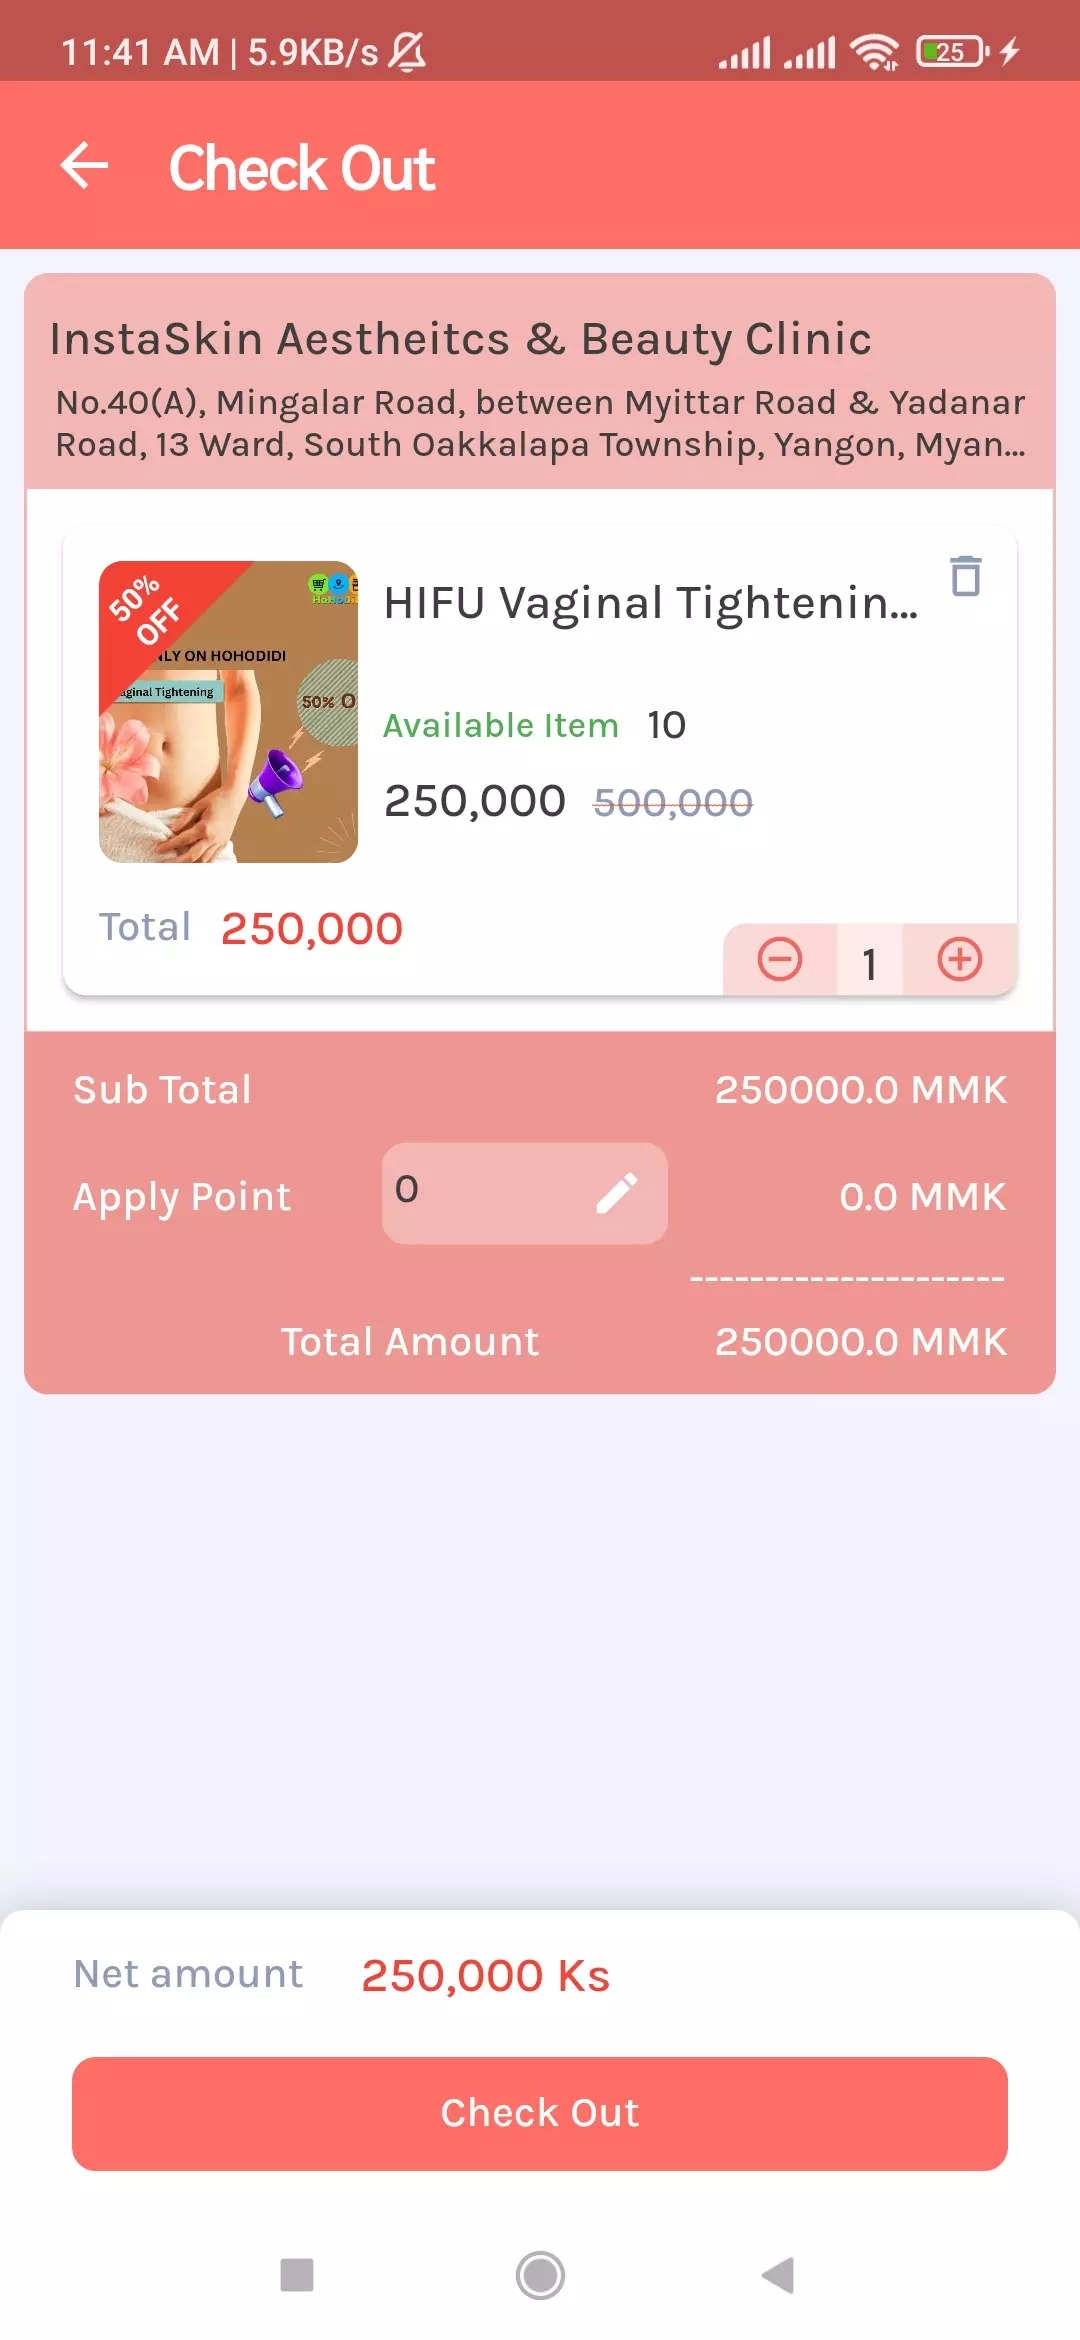 11:41 AM | 5.9KB/s
25
Check Out
InstaSkin Aestheitcs & Beauty Clinic
No.40(A), Mingalar Road, between Myittar Road & Yadanar
Road, 13 Ward, South Oakkalapa Township, Yangon, Myan...
50%
OFF
HoHoDi
NLY ON HOHODIDI
aginal Tightening
50% O
HIFU Vaginal Tightenin...
Available Item 10
250,000 500,000
Total 250,000
1
Sub Total 250000.0 MMK
Apply Point 0 0.0 MMK
---------------------
Total Amount 250000.0 MMK
Net amount 250,000 Ks
Check Out